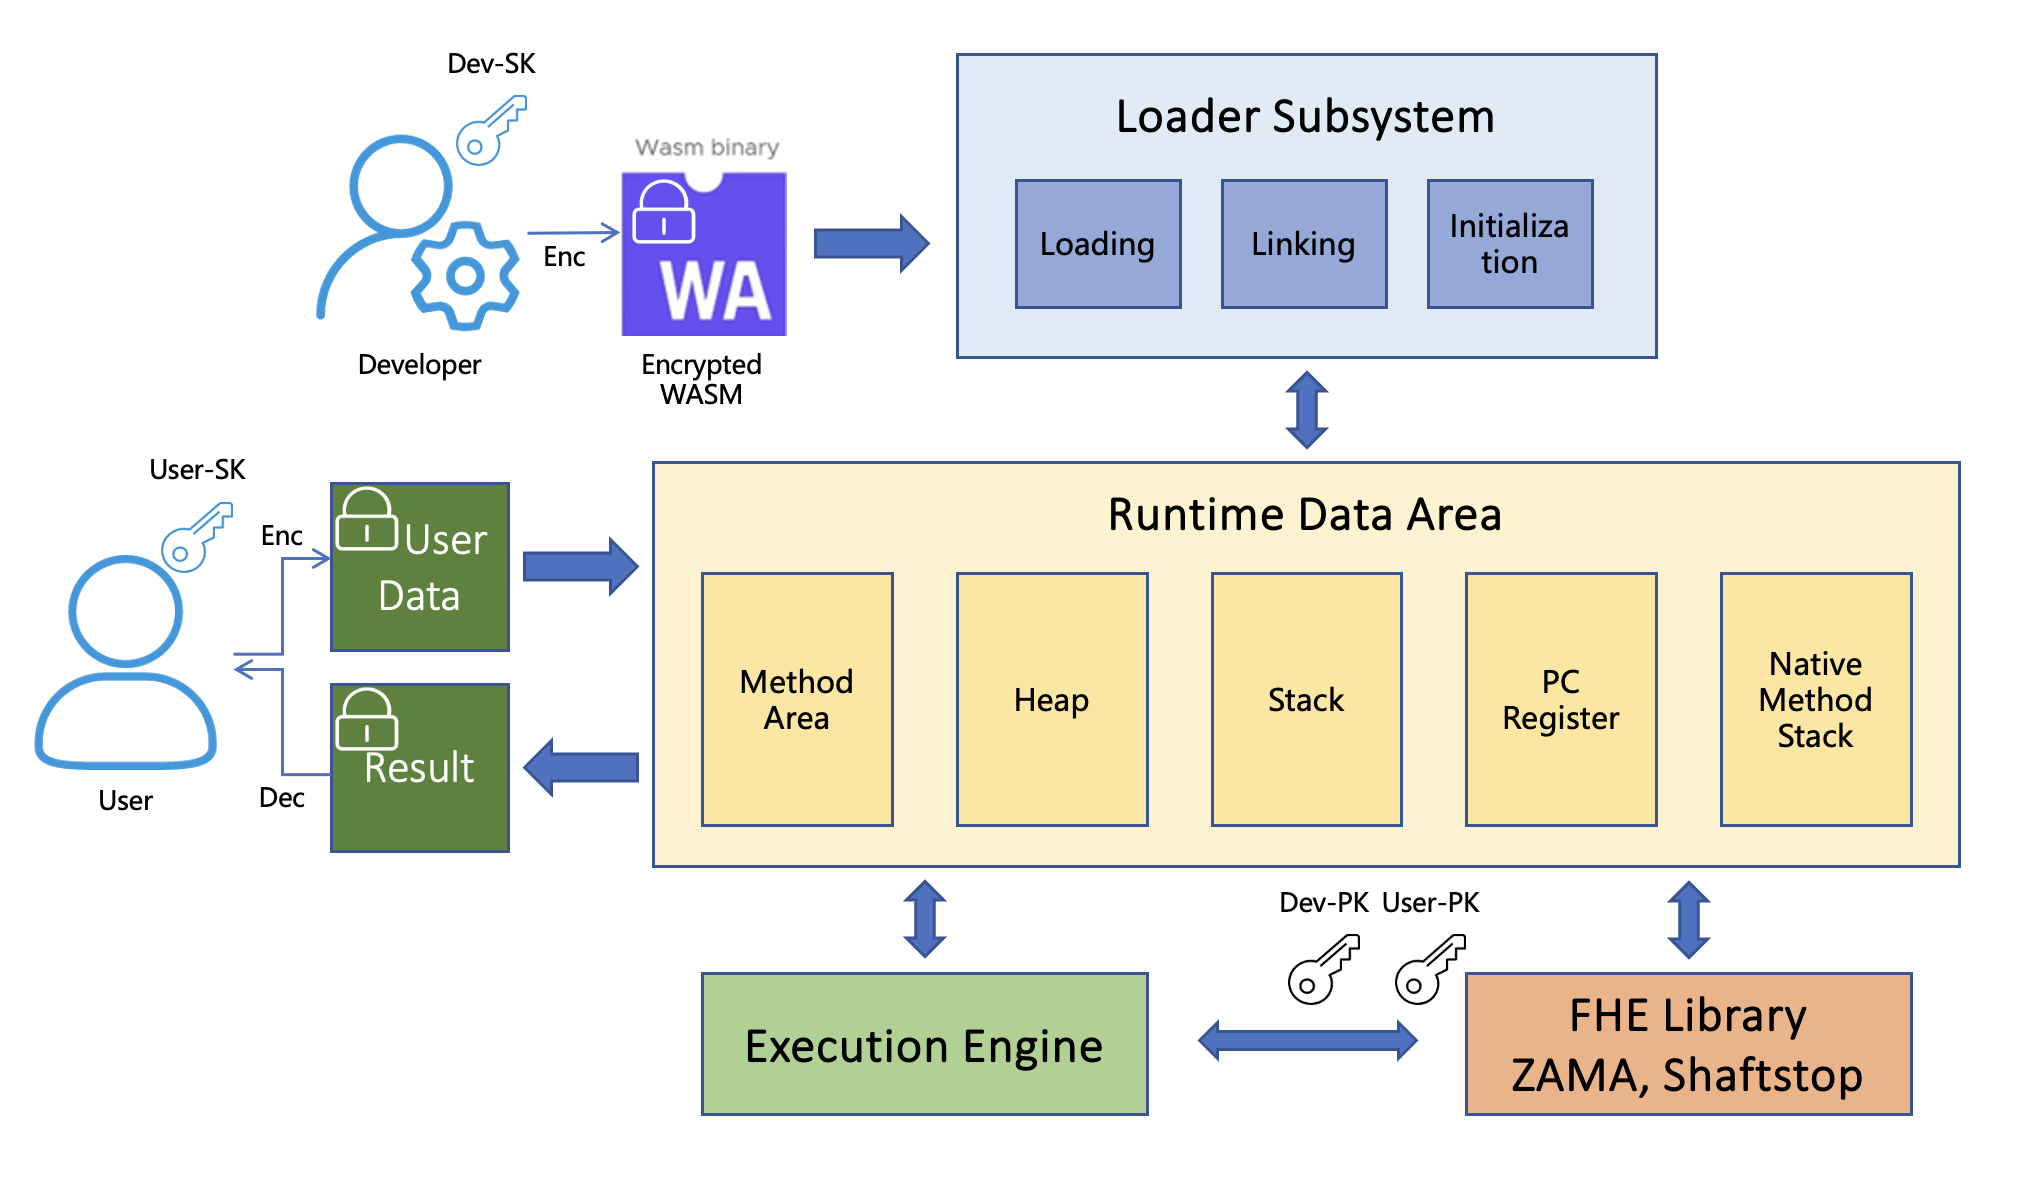 Dev-SK
Wasm binary
WA
Enc
Developer
Encrypted
WASM
Loader Subsystem
Loading
Linking
Initializa
tion
User-SK
Enc
User
Data
User
Dec
Result
Runtime Data Area
Method
Area
Heap
Stack
PC
Register
Native
Method
Stack
Dev-PK User-PK
Execution Engine
FHE Library
ZAMA, Shaftstop